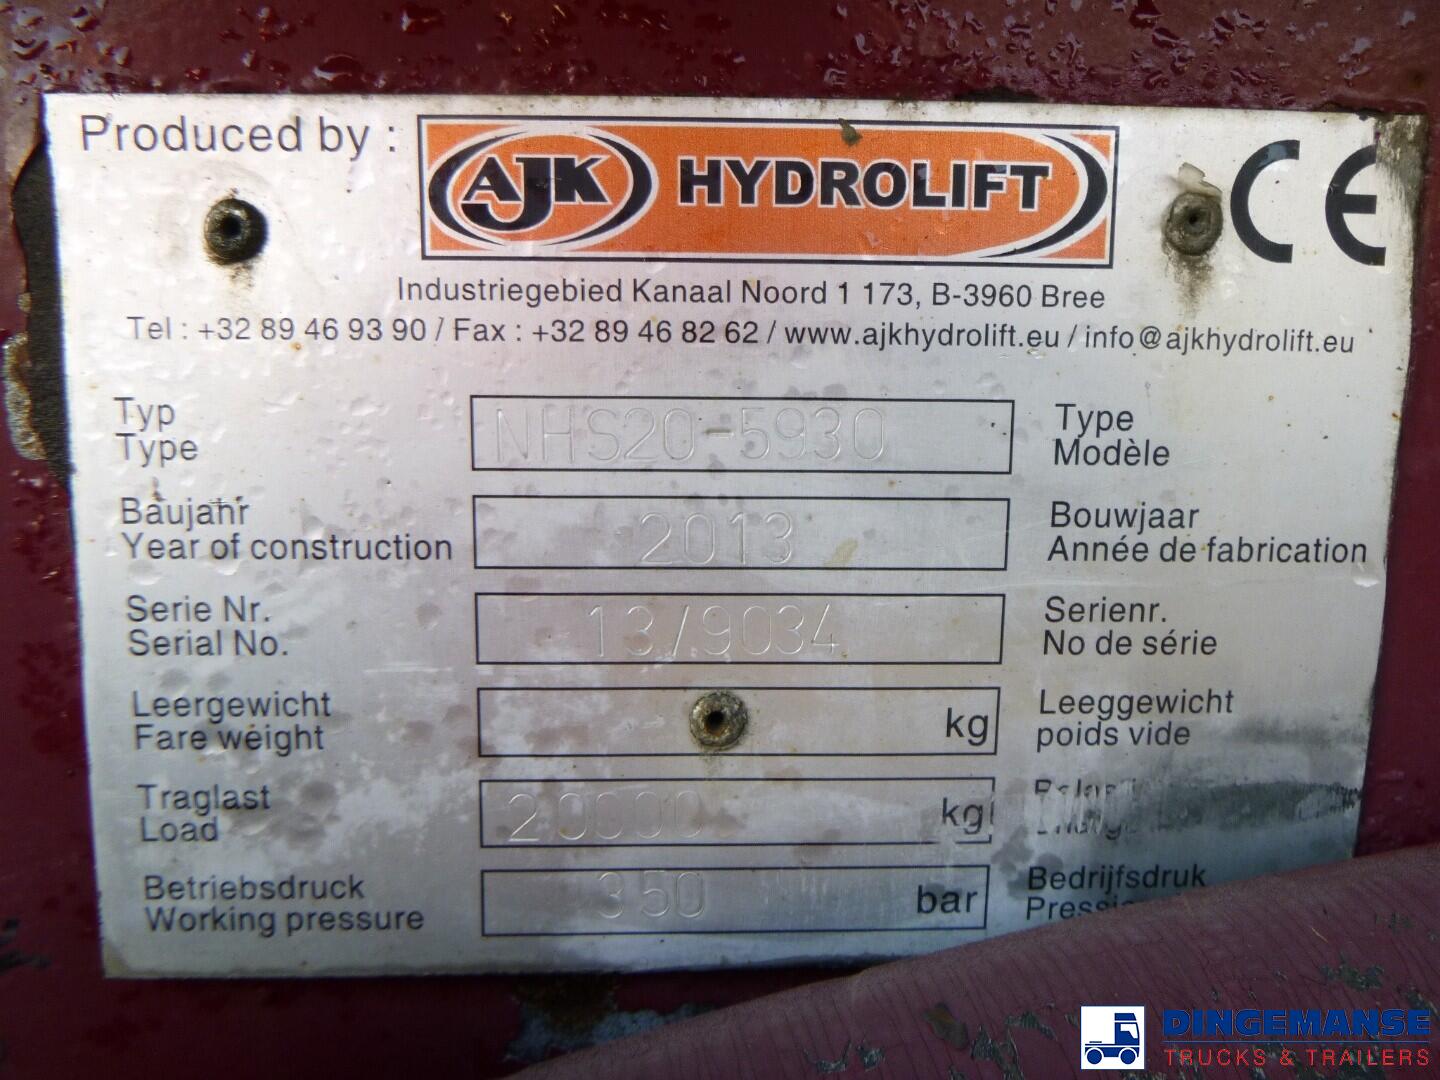 Produced by :
AJK HYDROLIFT
CE
Industriegebied Kanaal Noord 1 173, B-3960 Bree
Tel : +32 89 46 93 90 / Fax : +32 89 46 82 62 / www.ajkhydrolift.eu / info@ajkhydrolift.eu
Typ NHS20-5930 Type
Type Modèle
Baujahr 2013 Bouwjaar
Year of construction Année de fabrication
Serie Nr. 13/9034 Serienr.
Serial No. No de série
Leergewicht kg Leeggewicht
Fare weight poids vide
Traglast 20000 kg
Load
Betriebsdruck 350 bar Bedrijfsdruk
Working pressure
DINGEMANSE
TRUCKS & TRAILERS